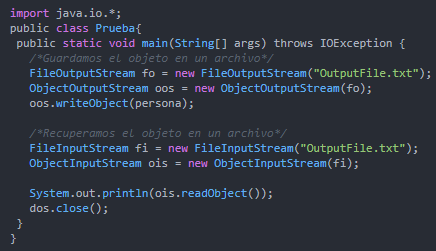 import java.io.*;
public class Prueba{
 public static void main(String[] args) throws IOException {
  /*Guardamos el objeto en un archivo*/
  FileOutputStream fo = new FileOutputStream("OutputFile.txt");
  ObjectOutputStream oos = new ObjectOutputStream(fo);
  oos.writeObject(persona);

  /*Recuperamos el objeto en un archivo*/
  FileInputStream fi = new FileInputStream("OutputFile.txt");
  ObjectInputStream ois = new ObjectInputStream(fi);

  System.out.println(ois.readObject());
  dos.close();
 }
}